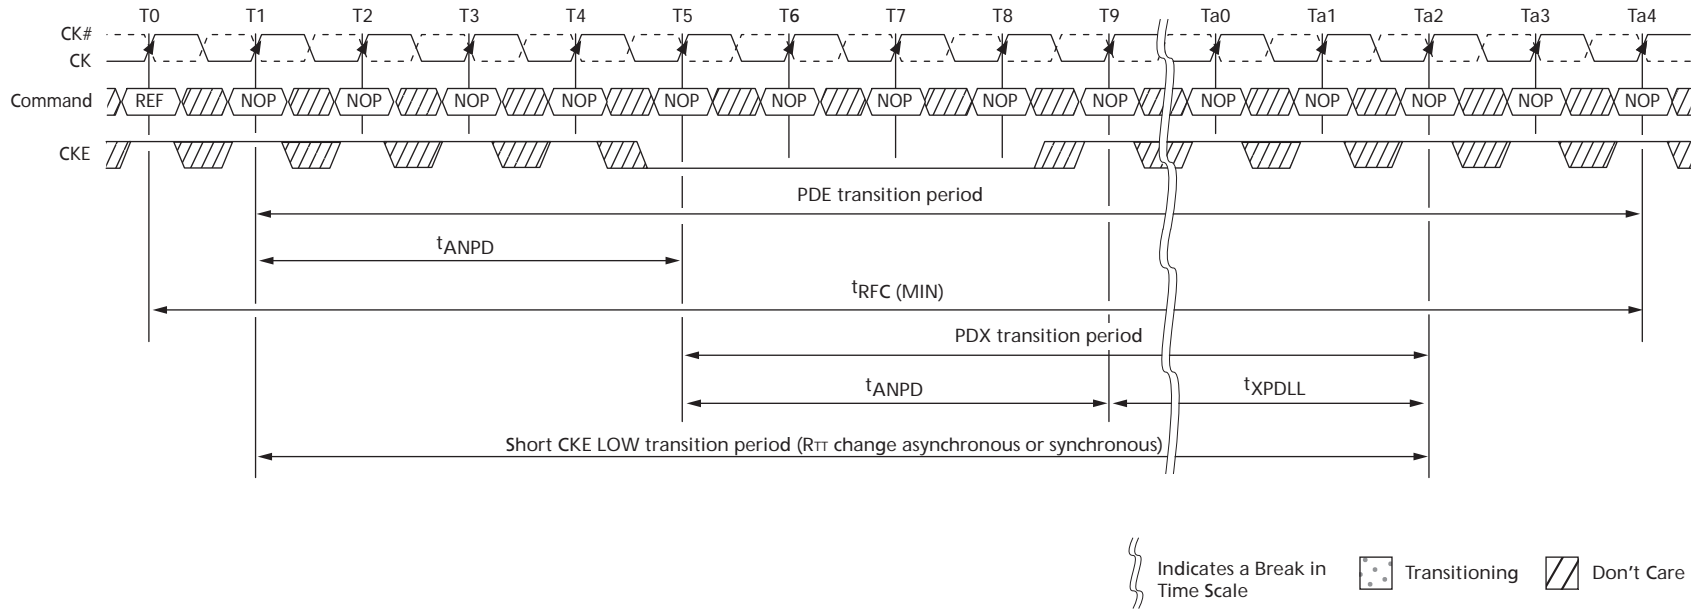 T0 T1 T2 T3 T4 T5 T6 T7 T8 T9 Ta0 Ta1 Ta2 Ta3 Ta4
CK#
CK
Command REF NOP NOP NOP NOP NOP NOP NOP NOP NOP NOP NOP NOP NOP NOP
CKE
PDE transition period
tANPD
tRFC (MIN)
PDX transition period
tANPD tXPDLL
Short CKE LOW transition period (RTT change asynchronous or synchronous)
Indicates a Break in
Time Scale
Transitioning
Don't Care